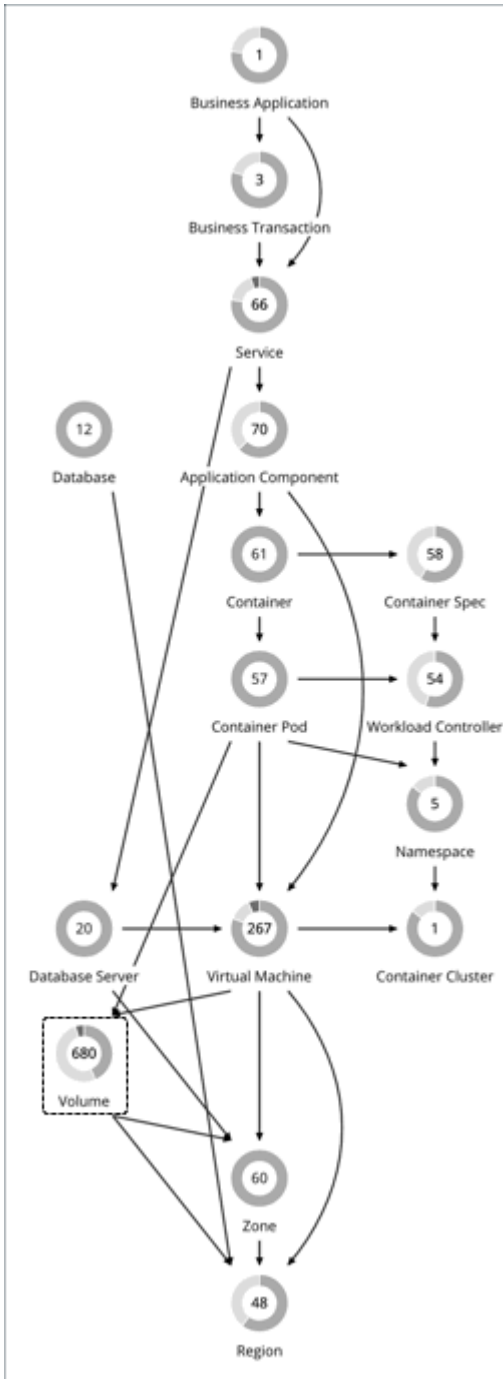 1
Business Application
3
Business Transaction
66
Service
12
Database
70
Application Component
61
Container
58
Container Spec
57
Container Pod
54
Workload Controller
5
Namespace
20
Database Server
267
Virtual Machine
1
Container Cluster
680
Volume
60
Zone
48
Region